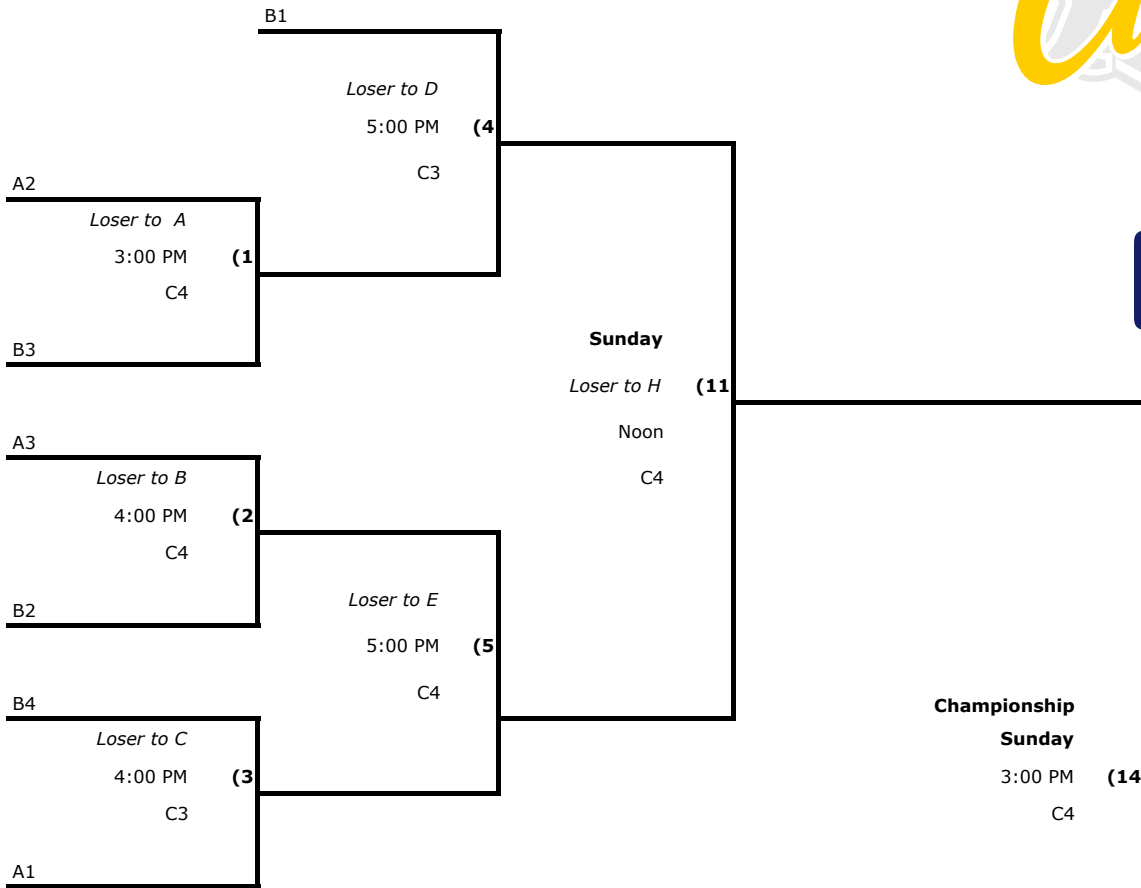 B1
Loser to D
5:00 PM (4
C3
A2
Loser to A
3:00 PM (1
C4
B3
Sunday
Loser to H (11
Noon
C4
A3
Loser to B
4:00 PM (2
C4
B2
Loser to E
5:00 PM (5
C4
B4
Loser to C
4:00 PM (3
C3
A1
Championship
Sunday
3:00 PM (14
C4